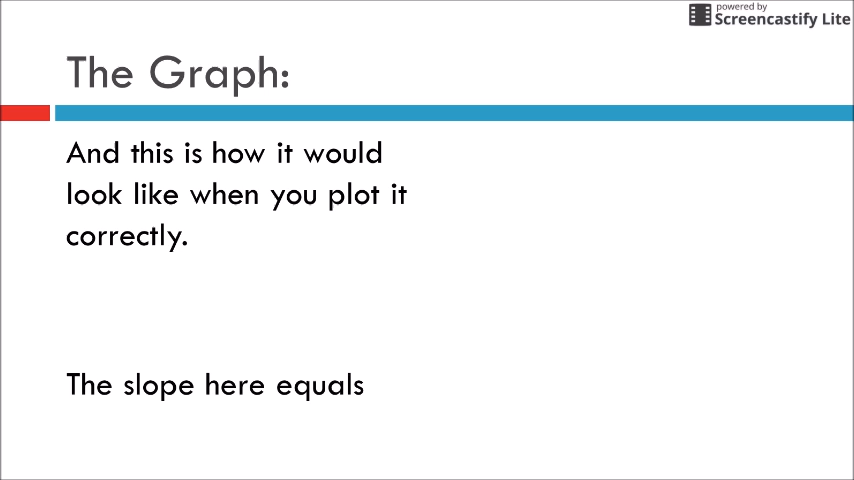 powered by
Screencastify Lite
The Graph:
And this is how it would
look like when you plot it
correctly.
The slope here equals